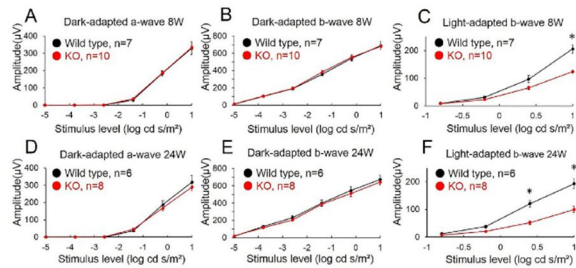 A Dark-adapted a-wave 8W
Amplitude(µV)
400
300
200
100
0
Wild type, n=7
KO, n=10
-5 -4 -3 -2 -1 0 1
Stimulus level (log cd s/m²)
B Dark-adapted b-wave 8W
Amplitude(µV)
800
600
400
200
0
Wild type, n=7
KO, n=10
-5 -4 -3 -2 -1 0 1
Stimulus level (log cd s/m²)
C Light-adapted b-wave 8W
Amplitude(µV)
200
100
0
Wild type, n=7
KO, n=10
*
-1.0 -0.5 0.0 0.5 1.0
Stimulus level (log cd s/m²)
D Dark-adapted a-wave 24W
Amplitude(µV)
400
300
200
100
0
Wild type, n=6
KO, n=8
-5 -4 -3 -2 -1 0 1
Stimulus level (log cd s/m²)
E Dark-adapted b-wave 24W
Amplitude(µV)
800
600
400
200
0
Wild type, n=6
KO, n=8
-5 -4 -3 -2 -1 0 1
Stimulus level (log cd s/m²)
F Light-adapted b-wave 24W
Amplitude(µV)
200
100
0
Wild type, n=6
KO, n=8
* *
-1.0 -0.5 0.0 0.5 1.0
Stimulus level (log cd s/m²)